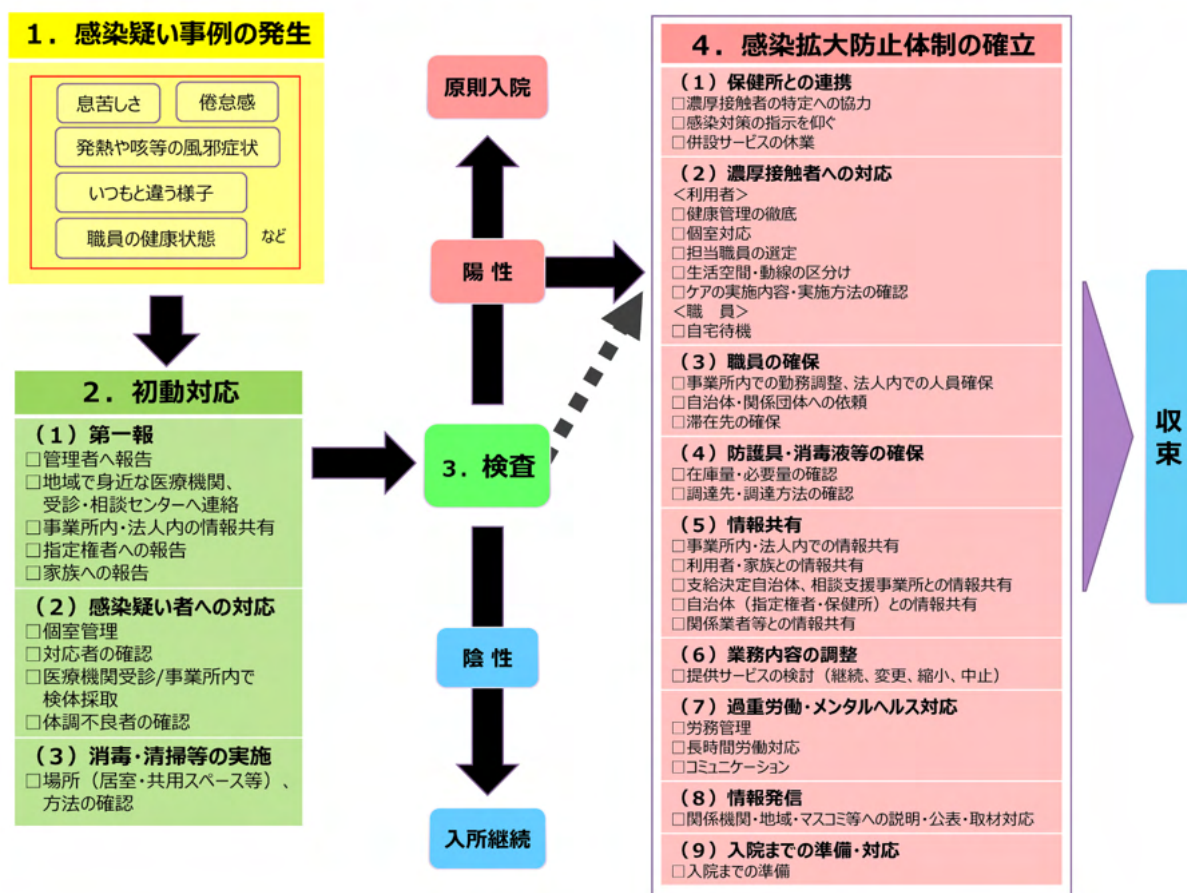 1．感染疑い事例の発生
息苦しさ
倦怠感
発熱や咳等の風邪症状
いつもと違う様子
職員の健康状態
など
2．初動対応
（1）第一報
□管理者へ報告
□地域で身近な医療機関、
受診・相談センターへ連絡
□事業所内・法人内の情報共有
□指定権者への報告
□家族への報告
（2）感染疑い者への対応
□個室管理
□対応者の確認
□医療機関受診/事業所内で
検体採取
□体調不良者の確認
（3）消毒・清掃等の実施
□場所（居室・共用スペース等）、
方法の確認
原則入院
陽 性
3．検査
陰 性
入所継続
4．感染拡大防止体制の確立
（1）保健所との連携
□濃厚接触者の特定への協力
□感染対策の指示を仰ぐ
□併設サービスの休業
（2）濃厚接触者への対応
＜利用者＞
□健康管理の徹底
□個室対応
□担当職員の選定
□生活空間・動線の区分け
□ケアの実施内容・実施方法の確認
＜職　員＞
□自宅待機
（3）職員の確保
□事業所内での勤務調整、法人内での人員確保
□自治体・関係団体への依頼
□滞在先の確保
（4）防護具・消毒液等の確保
□在庫量・必要量の確認
□調達先・調達方法の確認
（5）情報共有
□事業所内・法人内での情報共有
□利用者・家族との情報共有
□支給決定自治体、相談支援事業所との情報共有
□自治体（指定権者・保健所）との情報共有
□関係業者等との情報共有
（6）業務内容の調整
□提供サービスの検討（継続、変更、縮小、中止）
（7）過重労働・メンタルヘルス対応
□労務管理
□長時間労働対応
□コミュニケーション
（8）情報発信
□関係機関・地域・マスコミ等への説明・公表・取材対応
（9）入院までの準備・対応
□入院までの準備
収束